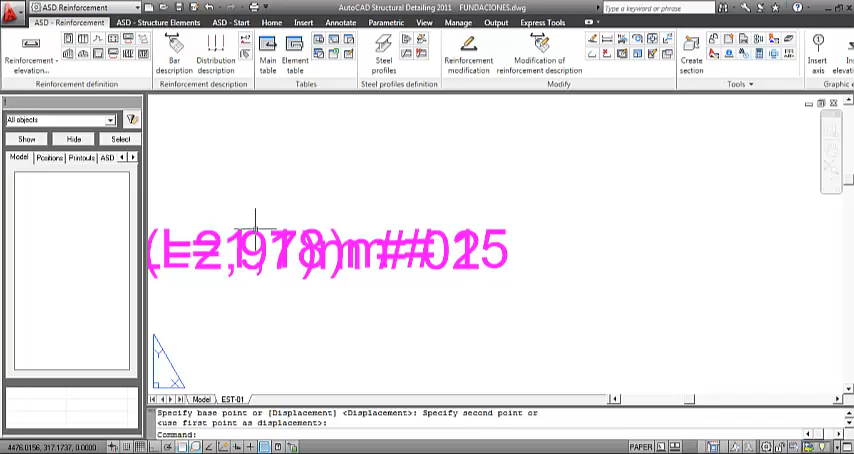 ASD Reinforcement
AutoCAD Structural Detailing 2011 FUNDACIONES.dwg
Type a keyword or phrase
ASD - Reinforcement
ASD - Structure Elements
ASD - Start
Home
Insert
Annotate
Parametric
View
Manage
Output
Express Tools
Reinforcement - elevation...
Bar description
Distribution description
Main table
Element table
Steel profiles
Reinforcement modification
Modification of reinforcement description
Create section
Insert axis
Reinforcement definition
Reinforcement description
Tables
Steel profiles definition
Modify
Tools
All objects
Show
Hide
Select
Model
Positions
Printouts
ASD
Model
EST-01
Specify base point or [Displacement] <Displacement>: Specify second point or
<use first point as displacement>:
Command:
4476.0156, 317.1737, 0.0000
PAPER